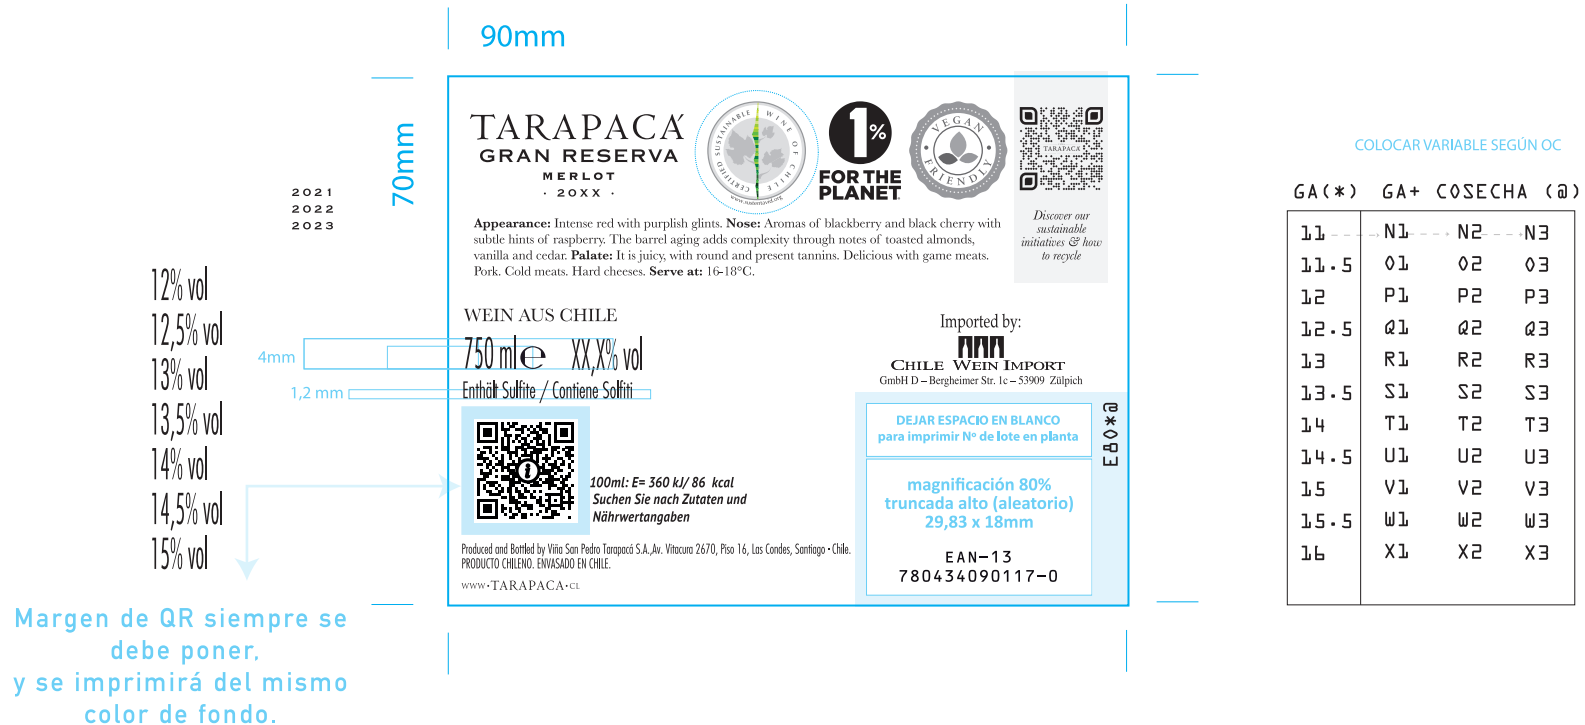 90mm
70mm
TARAPACÁ
GRAN RESERVA
MERLOT
· 20XX ·
CERTIFIED SUSTAINABLE WINE OF CHILE
www.sustentavid.org
1%
FOR THE
PLANET
VEGAN
FRIENDLY
TARAPACÁ
Discover our
sustainable
initiatives & how
to recycle
Appearance: Intense red with purplish glints. Nose: Aromas of blackberry and black cherry with
subtle hints of raspberry. The barrel aging adds complexity through notes of toasted almonds,
vanilla and cedar. Palate: It is juicy, with round and present tannins. Delicious with game meats.
Pork. Cold meats. Hard cheeses. Serve at: 16-18°C.
2021
2022
2023
12% vol
12,5% vol
13% vol
13,5% vol
14% vol
14,5% vol
15% vol
4mm
1,2 mm
WEIN AUS CHILE
750 ml e XX,X% vol
Enthält Sulfite / Contiene Solfiti
i
100ml: E= 360 kJ/ 86 kcal
Suchen Sie nach Zutaten und
Nährwertangaben
Produced and Bottled by Viña San Pedro Tarapacá S.A.,Av. Vitacura 2670, Piso 16, Las Condes, Santiago · Chile.
PRODUCTO CHILENO. ENVASADO EN CHILE.
WWW·TARAPACA·CL
Imported by:
CHILE WEIN IMPORT
GmbH D – Bergheimer Str. 1c – 53909 Zülpich
DEJAR ESPACIO EN BLANCO
para imprimir Nº de lote en planta
E80*@
magnificación 80%
truncada alto (aleatorio)
29,83 x 18mm
EAN-13
780434090117-0
Margen de QR siempre se
debe poner,
y se imprimirá del mismo
color de fondo.
COLOCAR VARIABLE SEGÚN OC
GA(*) GA+ COSECHA (@)
11 N1 N2 N3
11.5 O1 O2 O3
12 P1 P2 P3
12.5 Q1 Q2 Q3
13 R1 R2 R3
13.5 S1 S2 S3
14 T1 T2 T3
14.5 U1 U2 U3
15 V1 V2 V3
15.5 W1 W2 W3
16 X1 X2 X3